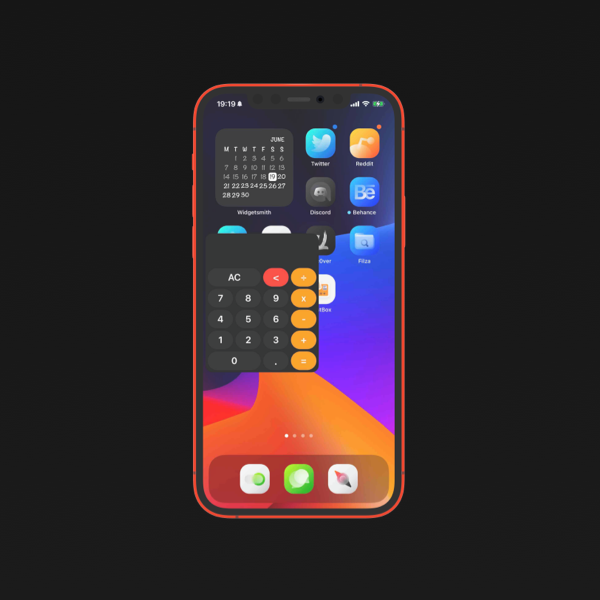 19:19
JUNE
M T W T F S S
1 2 3 4 5 6
7 8 9 10 11 12 13
14 15 16 17 18 19 20
21 22 23 24 25 26 27
28 29 30
Widgetsmith
Twitter
Reddit
Discord
Bē
Behance
Over
Filza
tBox
AC < ÷
7 8 9 x
4 5 6 -
1 2 3 +
0 . =